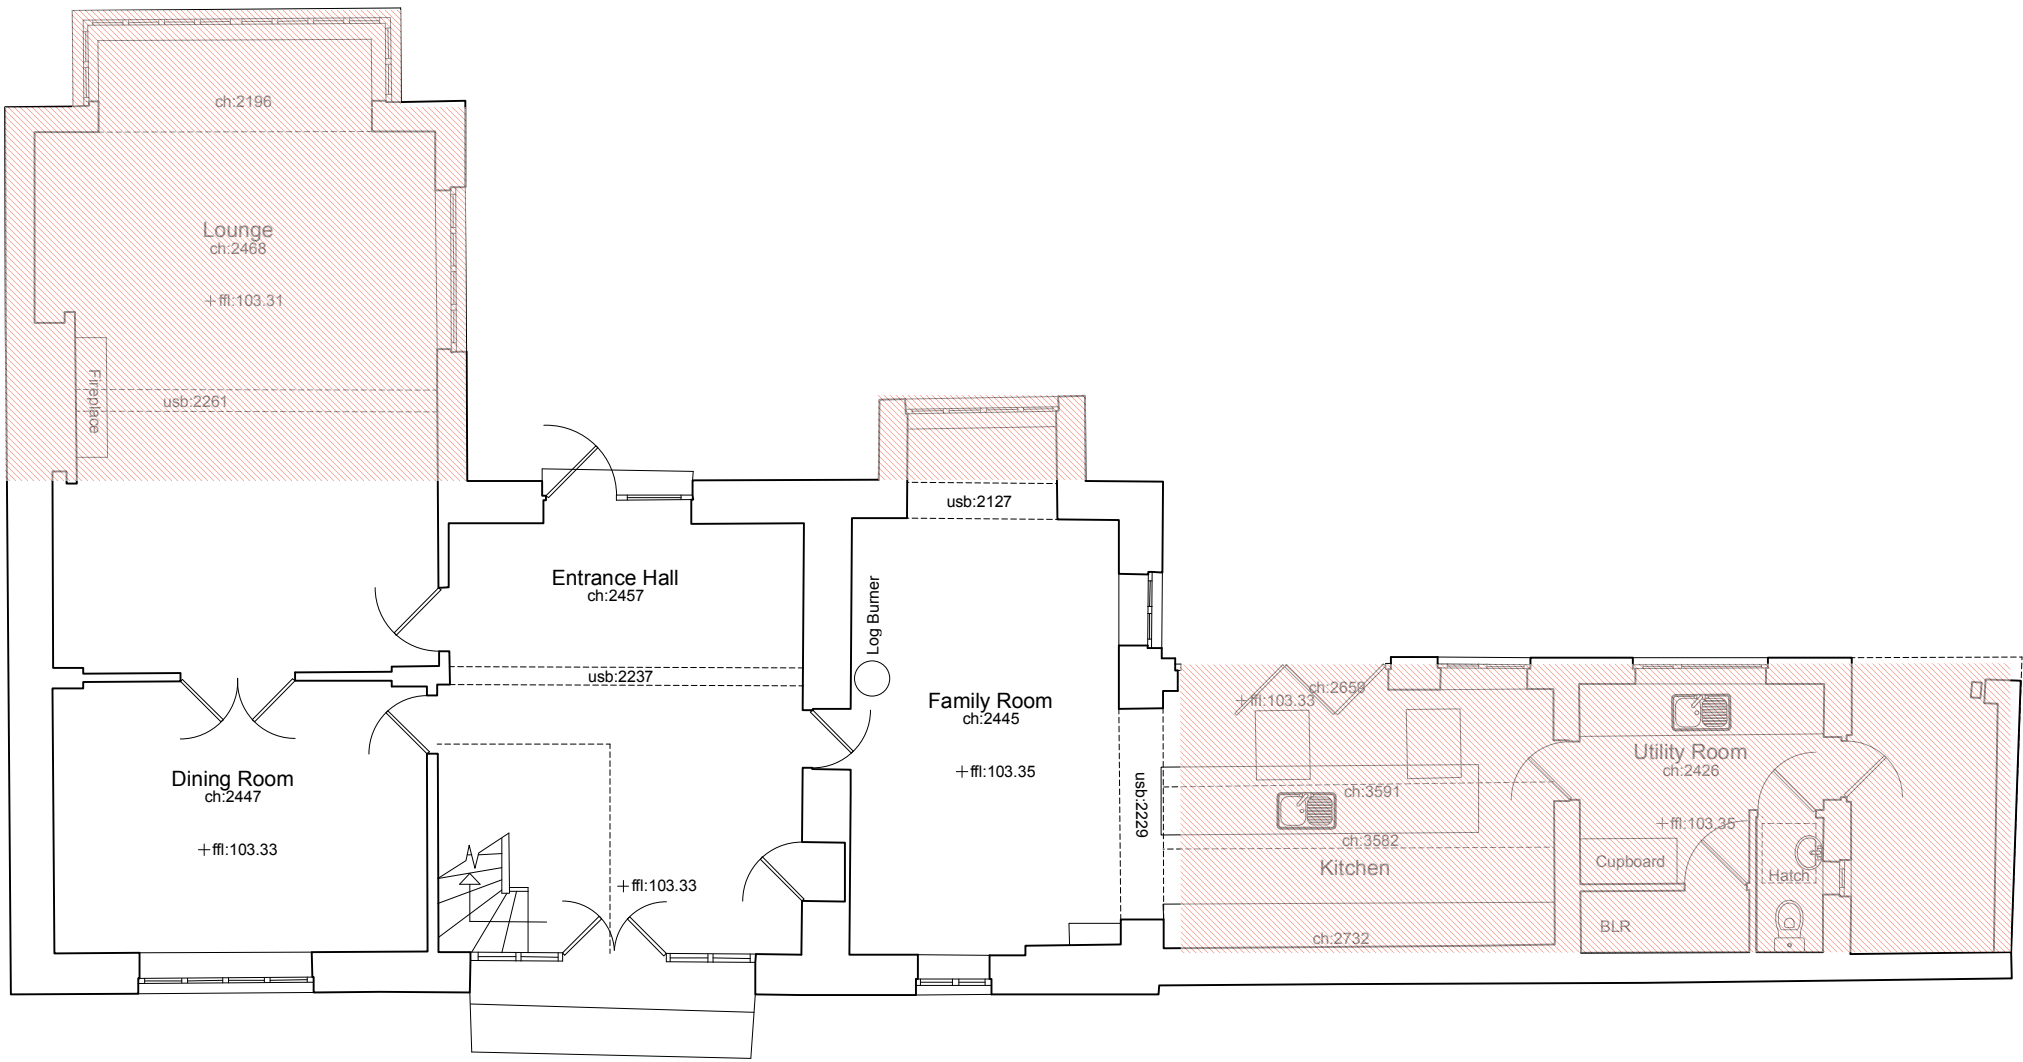 ch:2196
Lounge
ch:2468
+ffl:103.31
Fireplace
usb:2261
usb:2127
Entrance Hall
ch:2457
Log Burner
usb:2237
Family Room
ch:2445
+ffl:103.35
Dining Room
ch:2447
+ffl:103.33
+ffl:103.33
usb:2229
ch:2659
+ffl:103.33
ch:3591
ch:3582
Kitchen
ch:2732
Utility Room
ch:2426
+ffl:103.35
Cupboard
Hatch
BLR